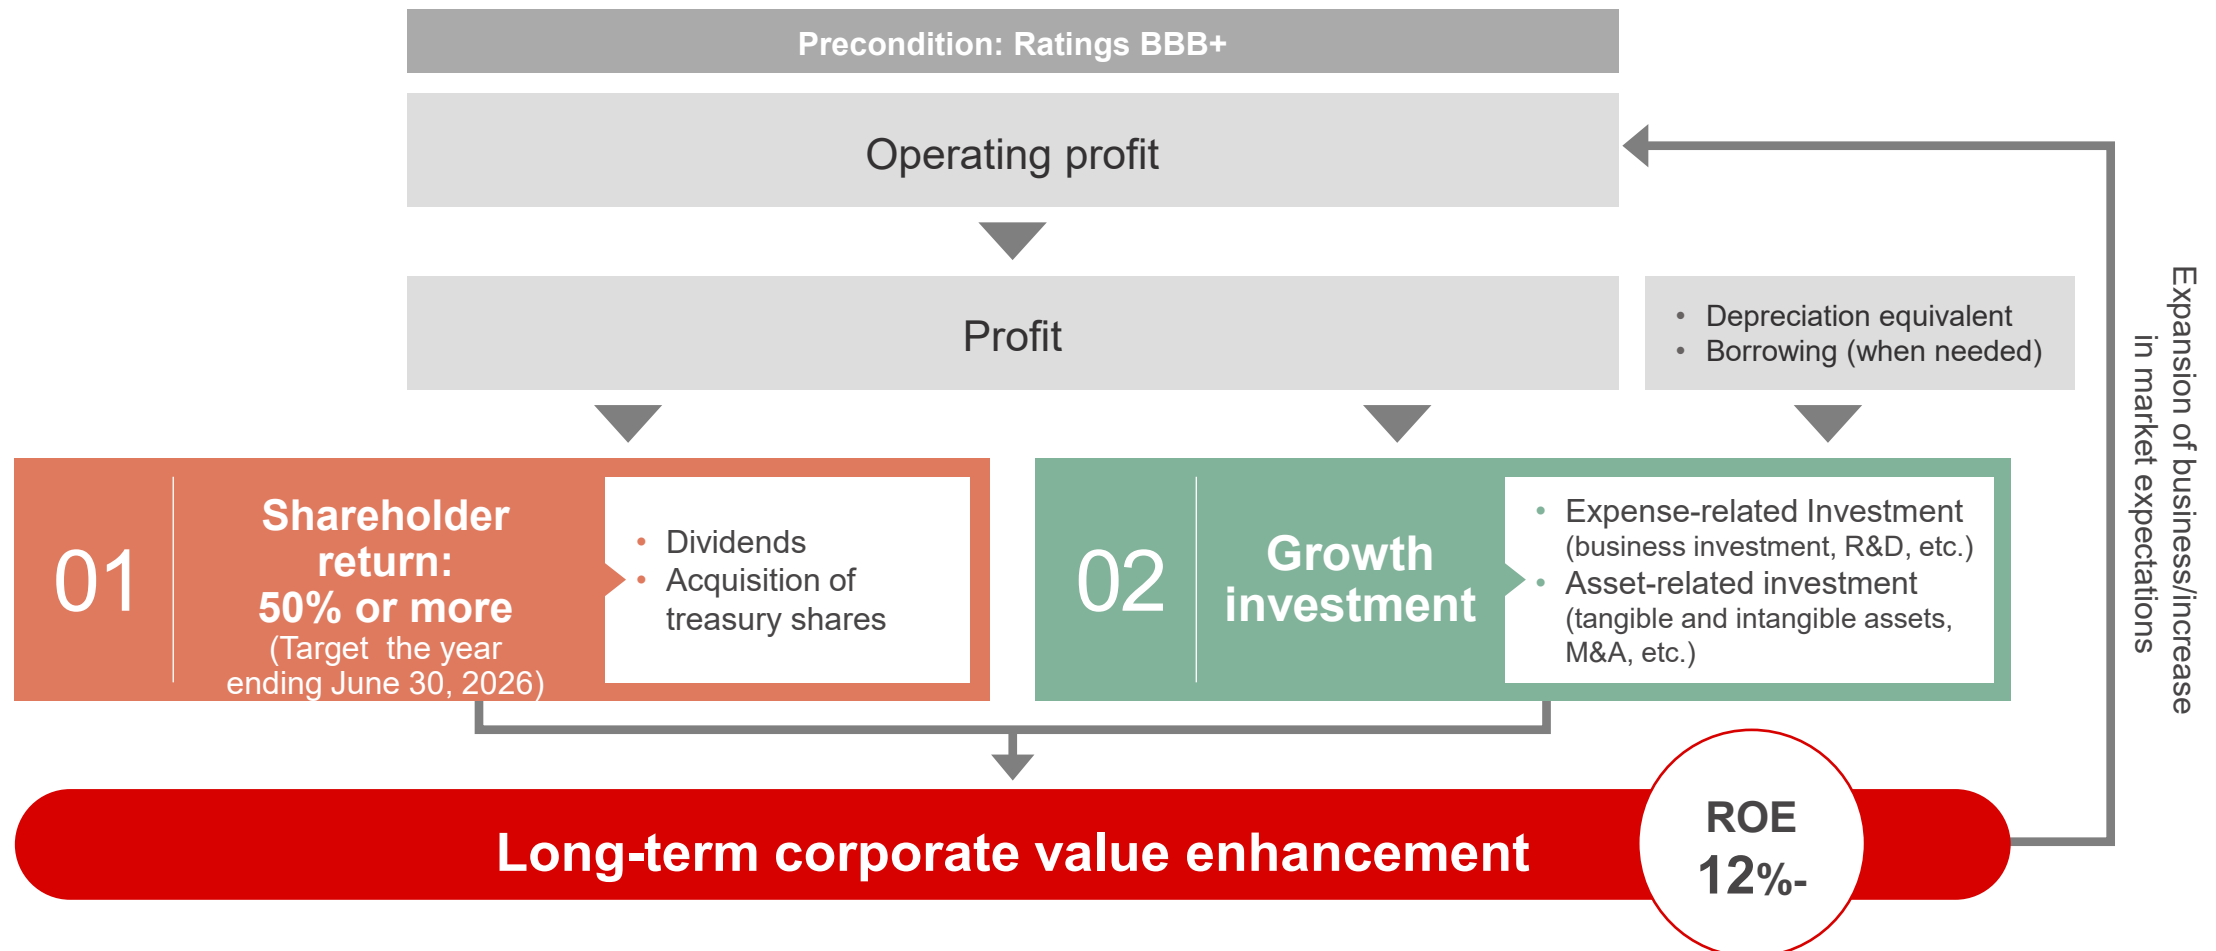 Precondition: Ratings BBB+
Operating profit
Profit
• Depreciation equivalent
• Borrowing (when needed)
01
Shareholder
return:
50% or more
(Target the year
ending June 30, 2026)
• Dividends
• Acquisition of
treasury shares
02
Growth
investment
• Expense-related Investment
(business investment, R&D, etc.)
• Asset-related investment
(tangible and intangible assets,
M&A, etc.)
Expansion of business/increase
in market expectations
Long-term corporate value enhancement
ROE
12%-